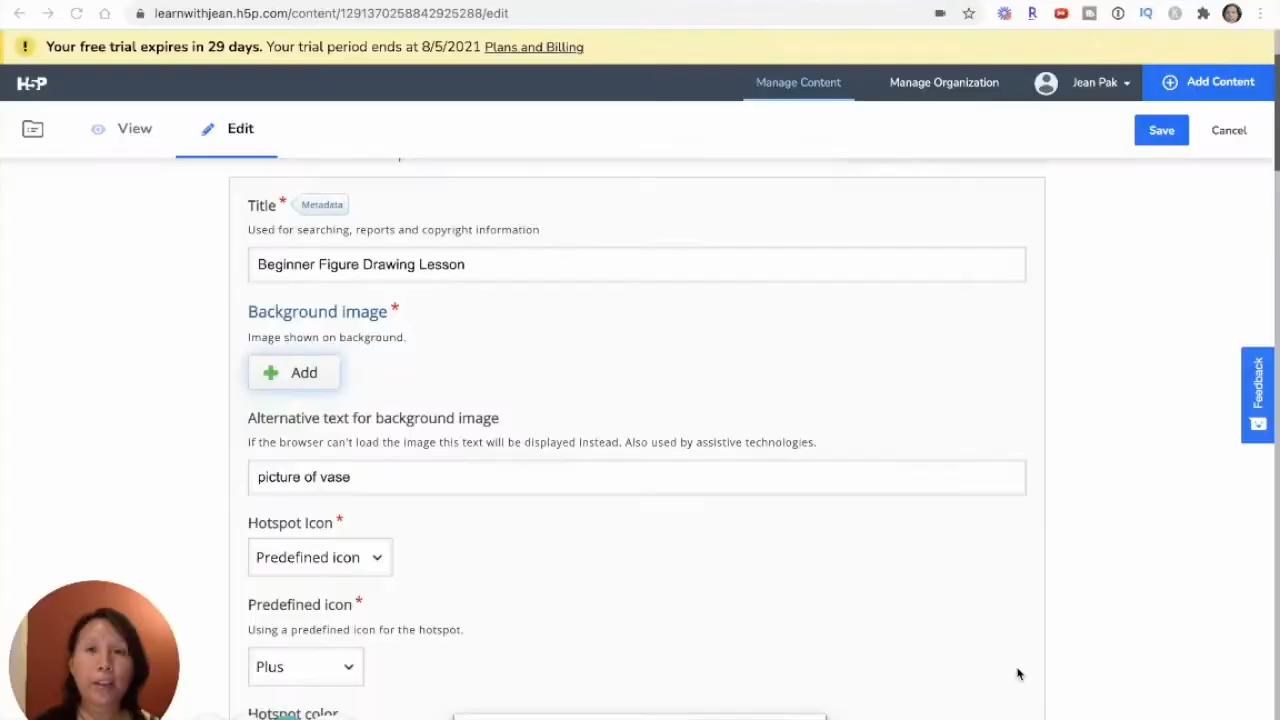 learnwithjean.h5p.com/content/1291370258842925288/edit
Your free trial expires in 29 days. Your trial period ends at 8/5/2021 Plans and Billing
H5P
Manage Content
Manage Organization
Jean Pak
Add Content
View
Edit
Save
Cancel
Title *
Metadata
Used for searching, reports and copyright information
Beginner Figure Drawing Lesson
Background image *
Image shown on background.
Add
Feedback
Alternative text for background image
If the browser can't load the image this text will be displayed instead. Also used by assistive technologies.
picture of vase
Hotspot Icon *
Predefined icon
Predefined icon *
Using a predefined icon for the hotspot.
Plus
Hotspot color